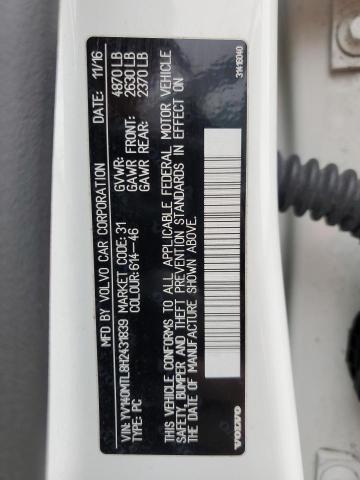 MFD. BY: VOLVO CAR CORPORATION DATE: 11/16
VIN: YV140MTL8H2431839 GVWR: 4870 LB
TYPE: PC MARKET CODE: 31 GAWR FRONT: 2630 LB
COLOUR: 614-46 GAWR REAR: 2370 LB
THIS VEHICLE CONFORMS TO ALL APPLICABLE FEDERAL MOTOR VEHICLE
SAFETY, BUMPER AND THEFT PREVENTION STANDARDS IN EFFECT ON
THE DATE OF MANUFACTURE SHOWN ABOVE.
VOLVO
31416040